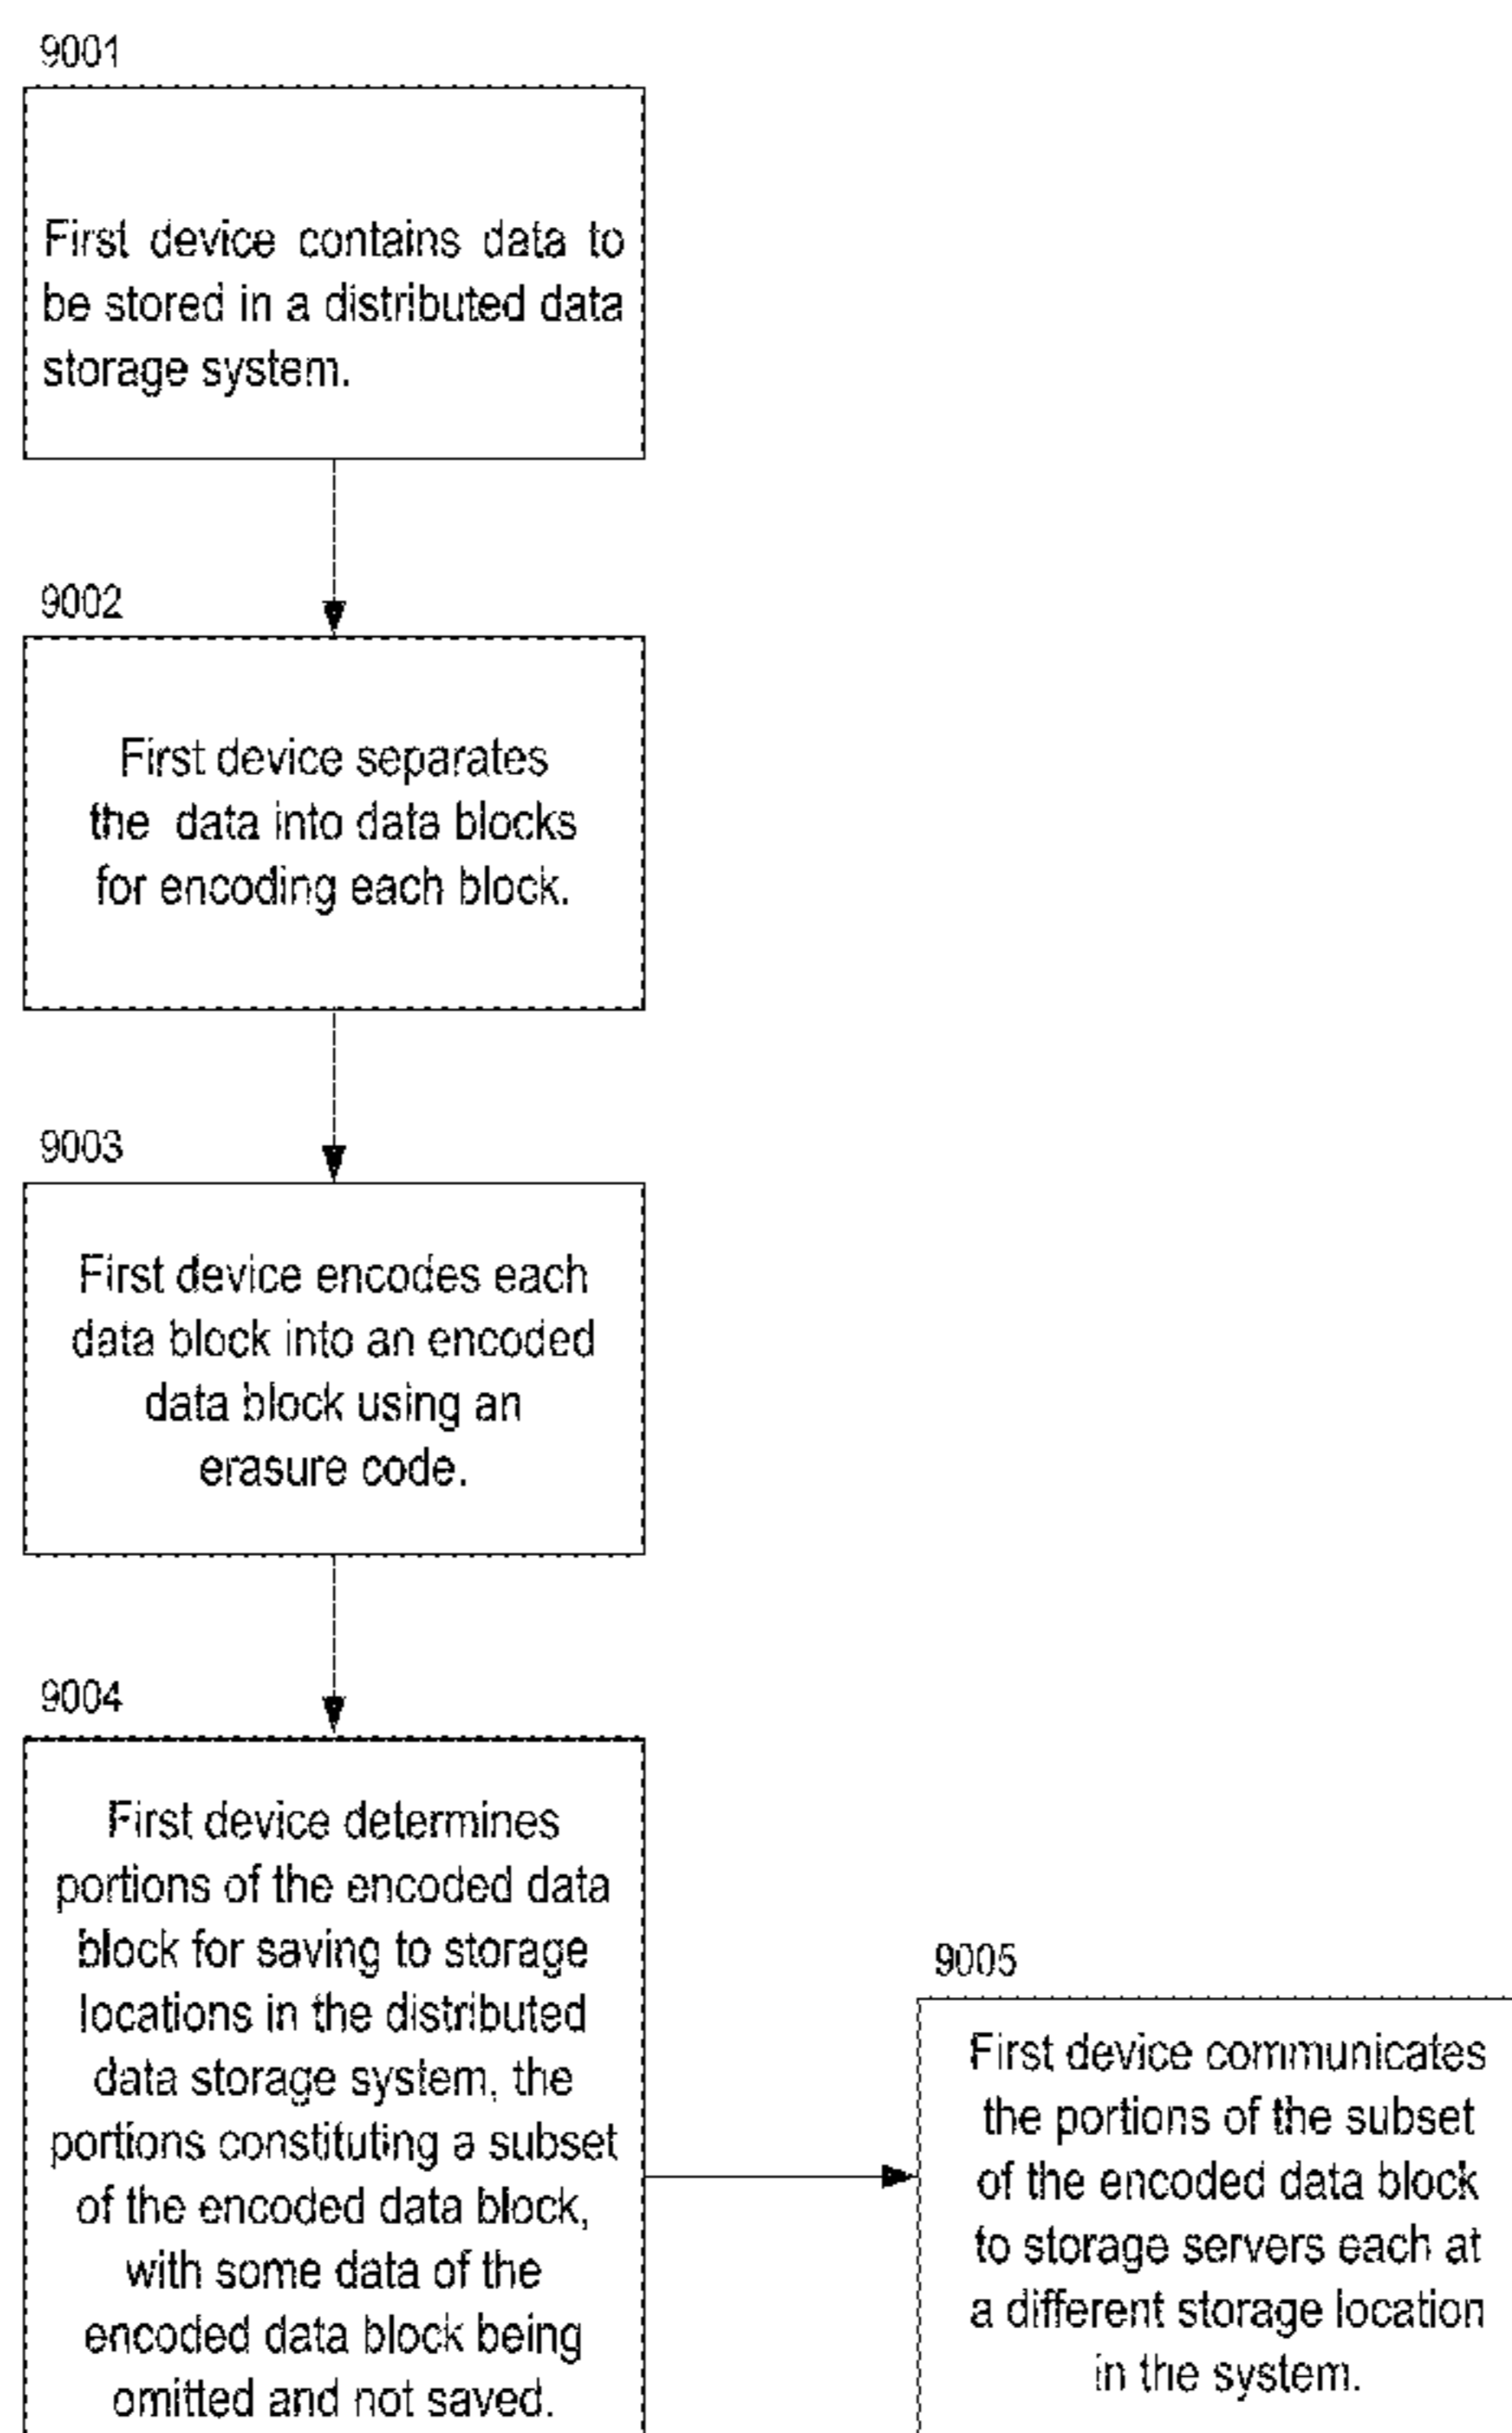 9001
First device contains data to
be stored in a distributed data
storage system.
9002
First device separates
the data into data blocks
for encoding each block.
9003
First device encodes each
data block into an encoded
data block using an
erasure code.
9004
First device determines
portions of the encoded data
block for saving to storage
locations in the distributed
data storage system, the
portions constituting a subset
of the encoded data block,
with some data of the
encoded data block being
omitted and not saved.
9005
First device communicates
the portions of the subset
of the encoded data block
to storage servers each at
a different storage location
in the system.